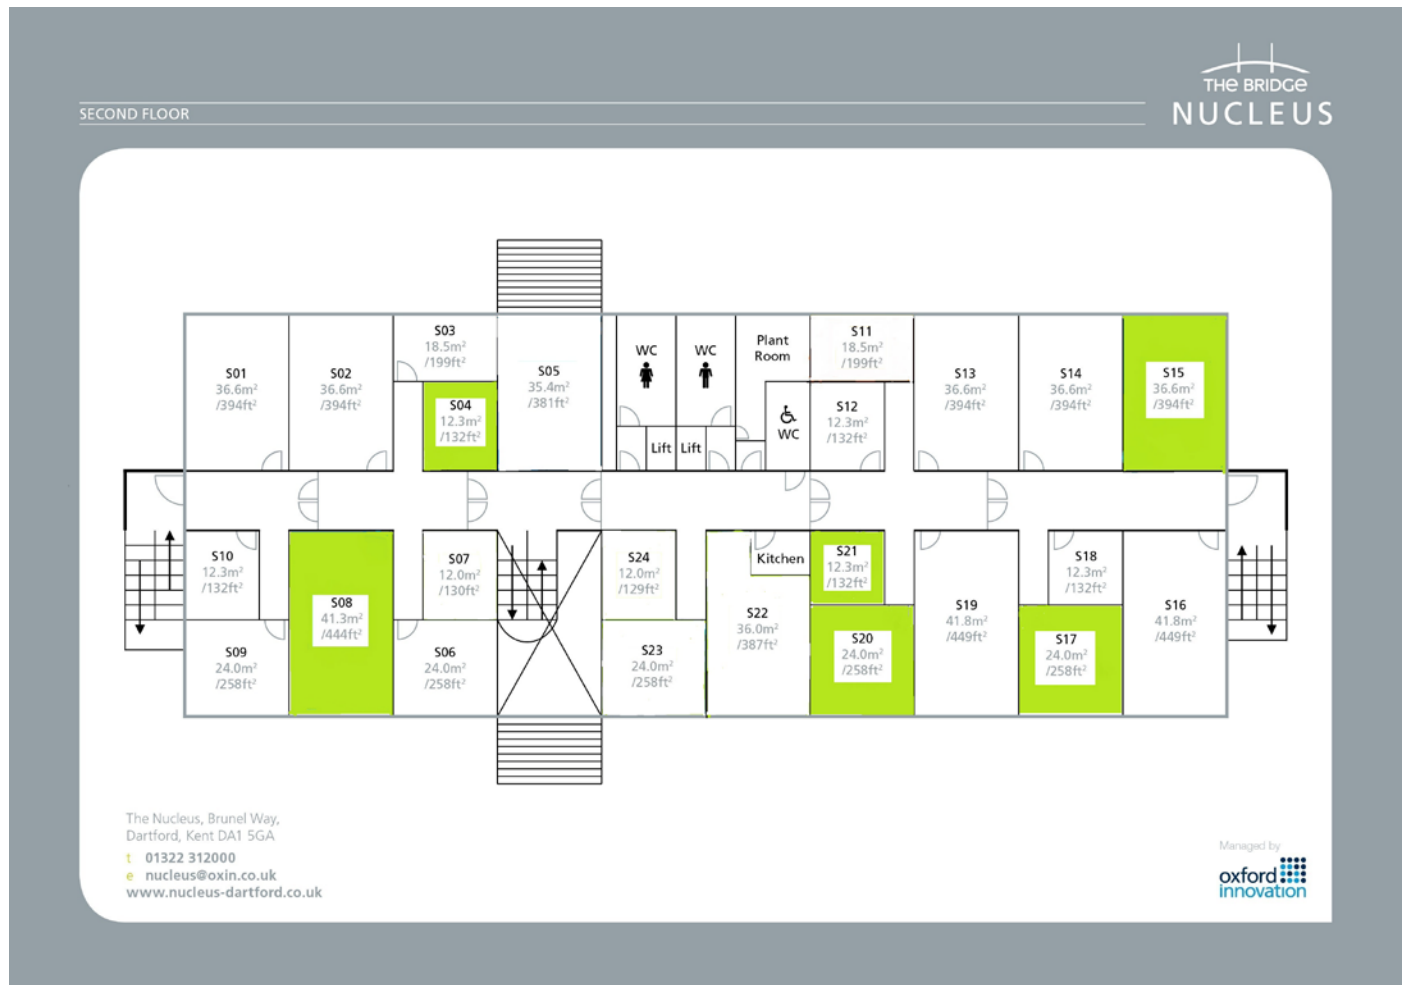 THE BRIDGE
NUCLEUS
SECOND FLOOR
S01
36.6m²
/394ft²
S02
36.6m²
/394ft²
S03
18.5m²
/199ft²
S04
12.3m²
/132ft²
S05
35.4m²
/381ft²
WC
WC
Lift
Lift
Plant
Room
WC
S11
18.5m²
/199ft²
S12
12.3m²
/132ft²
S13
36.6m²
/394ft²
S14
36.6m²
/394ft²
S15
36.6m²
/394ft²
S10
12.3m²
/132ft²
S09
24.0m²
/258ft²
S08
41.3m²
/444ft²
S07
12.0m²
/130ft²
S06
24.0m²
/258ft²
S24
12.0m²
/129ft²
S23
24.0m²
/258ft²
Kitchen
S22
36.0m²
/387ft²
S21
12.3m²
/132ft²
S20
24.0m²
/258ft²
S19
41.8m²
/449ft²
S18
12.3m²
/132ft²
S17
24.0m²
/258ft²
S16
41.8m²
/449ft²
The Nucleus, Brunel Way,
Dartford, Kent DA1 5GA
t 01322 312000
e nucleus@oxin.co.uk
www.nucleus-dartford.co.uk
Managed by
oxford
innovation